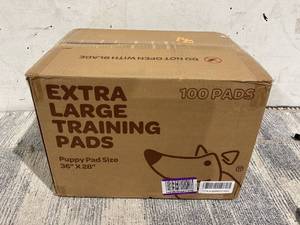 DO NOT OPEN WITH BLADE
EXTRA
LARGE
TRAINING
PADS
100 PADS
Puppy Pad Size
36" X 28"